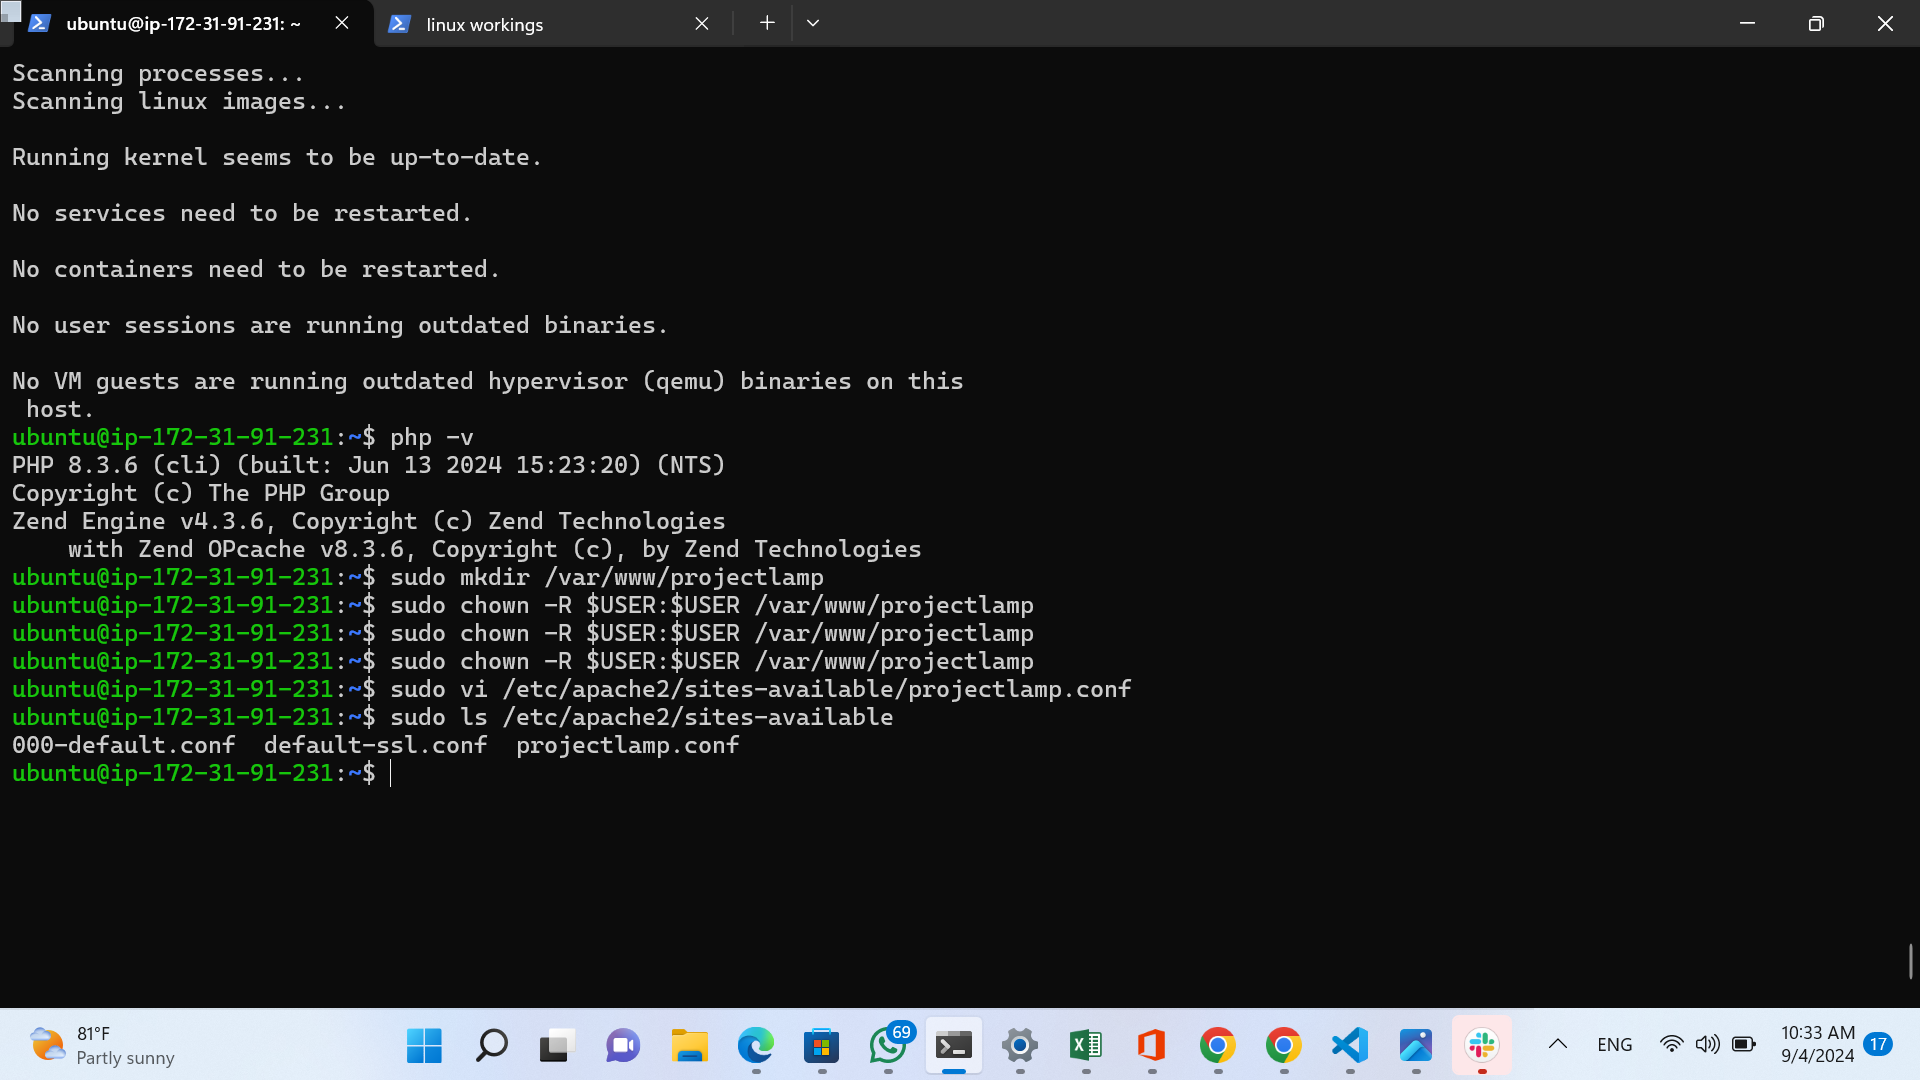 ubuntu@ip-172-31-91-231: ~
linux workings
Scanning processes...
Scanning linux images...
Running kernel seems to be up-to-date.
No services need to be restarted.
No containers need to be restarted.
No user sessions are running outdated binaries.
No VM guests are running outdated hypervisor (qemu) binaries on this
host.
ubuntu@ip-172-31-91-231:~$ php -v
PHP 8.3.6 (cli) (built: Jun 13 2024 15:23:20) (NTS)
Copyright (c) The PHP Group
Zend Engine v4.3.6, Copyright (c) Zend Technologies
with Zend OPcache v8.3.6, Copyright (c), by Zend Technologies
ubuntu@ip-172-31-91-231:~$ sudo mkdir /var/www/projectlamp
ubuntu@ip-172-31-91-231:~$ sudo chown -R $USER:$USER /var/www/projectlamp
ubuntu@ip-172-31-91-231:~$ sudo chown -R $USER:$USER /var/www/projectlamp
ubuntu@ip-172-31-91-231:~$ sudo chown -R $USER:$USER /var/www/projectlamp
ubuntu@ip-172-31-91-231:~$ sudo vi /etc/apache2/sites-available/projectlamp.conf
ubuntu@ip-172-31-91-231:~$ sudo ls /etc/apache2/sites-available
000-default.conf  default-ssl.conf  projectlamp.conf
ubuntu@ip-172-31-91-231:~$
81°F
Partly sunny
69
ENG
10:33 AM
9/4/2024
17